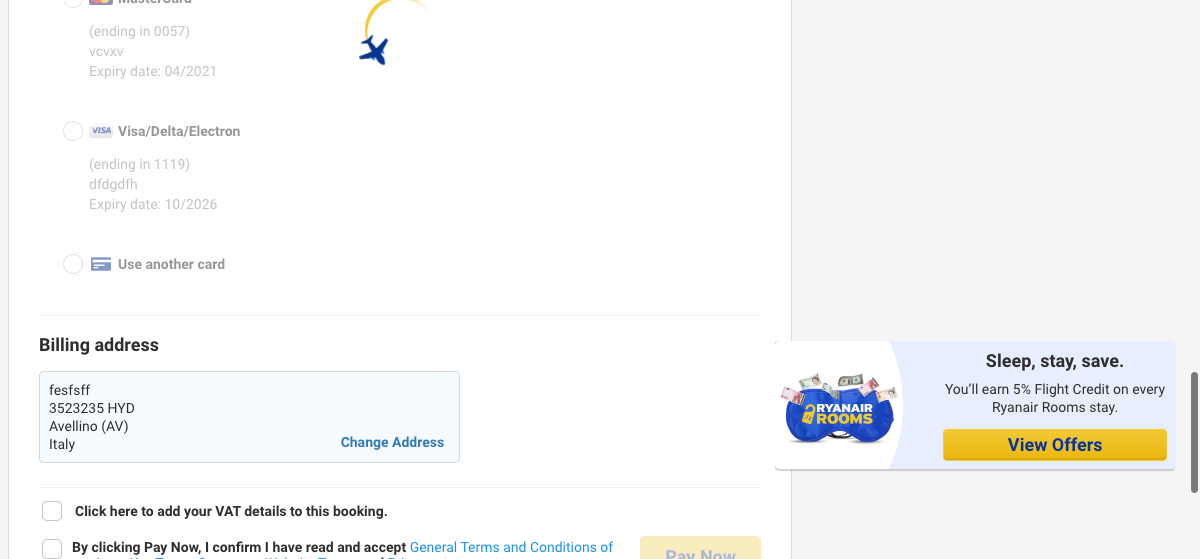 MasterCard
(ending in 0057)
vcvxv
Expiry date: 04/2021
VISA Visa/Delta/Electron
(ending in 1119)
dfdgdfh
Expiry date: 10/2026
Use another card
Billing address
fesfsff
3523235 HYD
Avellino (AV)
Italy
Change Address
Sleep, stay, save.
You’ll earn 5% Flight Credit on every
Ryanair Rooms stay.
RYANAIR
ROOMS
View Offers
Click here to add your VAT details to this booking.
By clicking Pay Now, I confirm I have read and accept General Terms and Conditions of
Pay Now